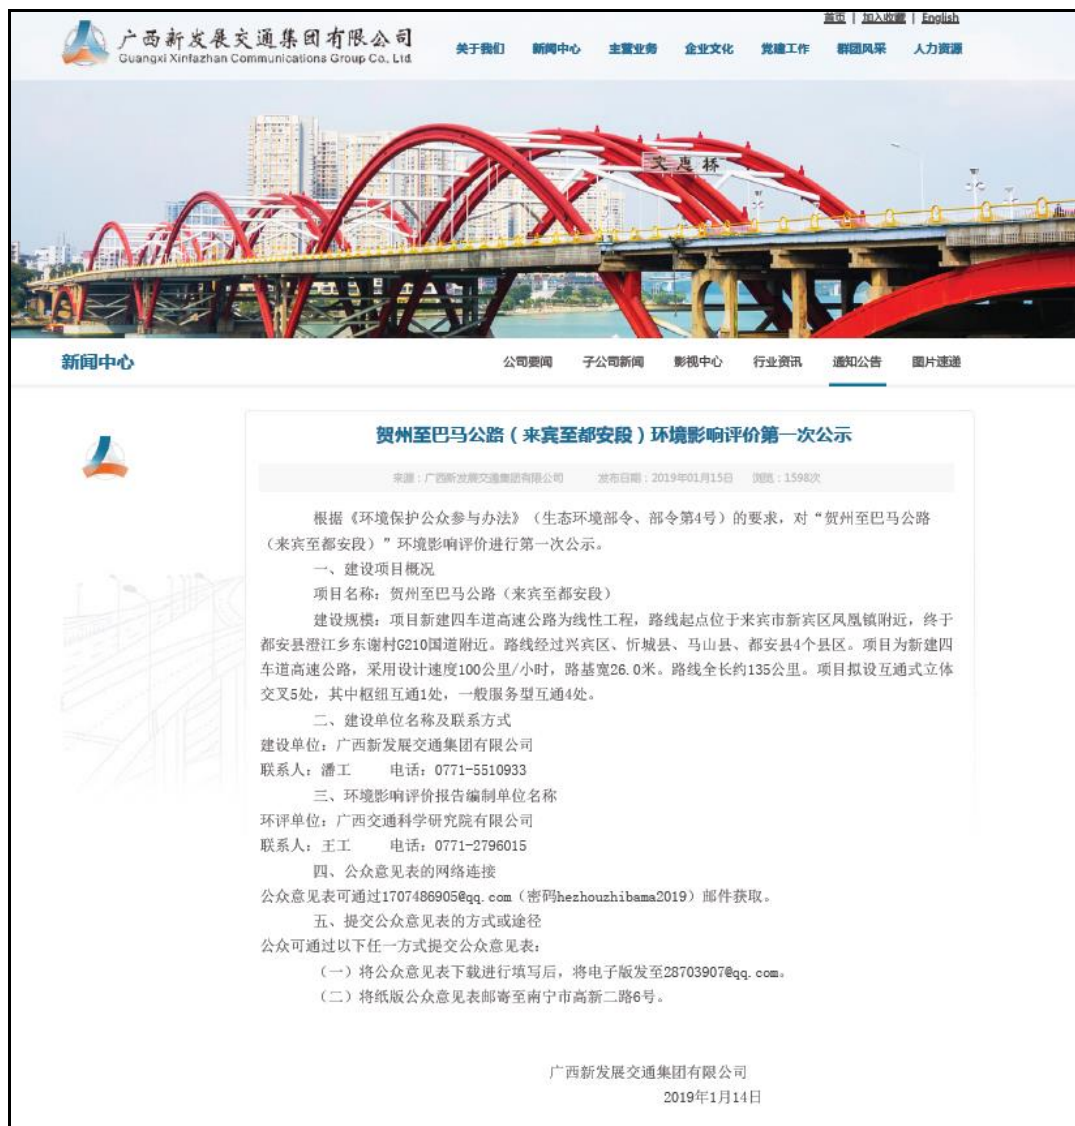 首页 | 加入收藏 | English
广西新发展交通集团有限公司
Guangxi Xinfazhan Communications Group Co., Ltd
关于我们 新闻中心 主营业务 企业文化 党建工作 群团风采 人力资源
文惠桥
新闻中心
公司要闻 子公司新闻 影视中心 行业资讯 通知公告 图片速递
贺州至巴马公路（来宾至都安段）环境影响评价第一次公示
来源：广西新发展交通集团有限公司 发布日期：2019年01月15日 浏览：1598次
根据《环境保护公众参与办法》（生态环境部令、部令第4号）的要求，对“贺州至巴马公路
（来宾至都安段）”环境影响评价进行第一次公示。
一、建设项目概况
项目名称：贺州至巴马公路（来宾至都安段）
建设规模：项目新建四车道高速公路为线性工程，路线起点位于来宾市新宾区凤凰镇附近，终于
都安县澄江乡东谢村G210国道附近。路线经过兴宾区、忻城县、马山县、都安县4个县区。项目为新建四
车道高速公路，采用设计速度100公里/小时，路基宽26.0米。路线全长约135公里。项目拟设互通式立体
交叉5处，其中枢纽互通1处，一般服务型互通4处。
二、建设单位名称及联系方式
建设单位：广西新发展交通集团有限公司
联系人：潘工 电话：0771-5510933
三、环境影响评价报告编制单位名称
环评单位：广西交通科学研究院有限公司
联系人：王工 电话：0771-2796015
四、公众意见表的网络连接
公众意见表可通过1707486905@qq.com（密码hezhouzhibama2019）邮件获取。
五、提交公众意见表的方式或途径
公众可通过以下任一方式提交公众意见表：
（一）将公众意见表下载进行填写后，将电子版发至28703907@qq.com。
（二）将纸版公众意见表邮寄至南宁市高新二路6号。
广西新发展交通集团有限公司
2019年1月14日